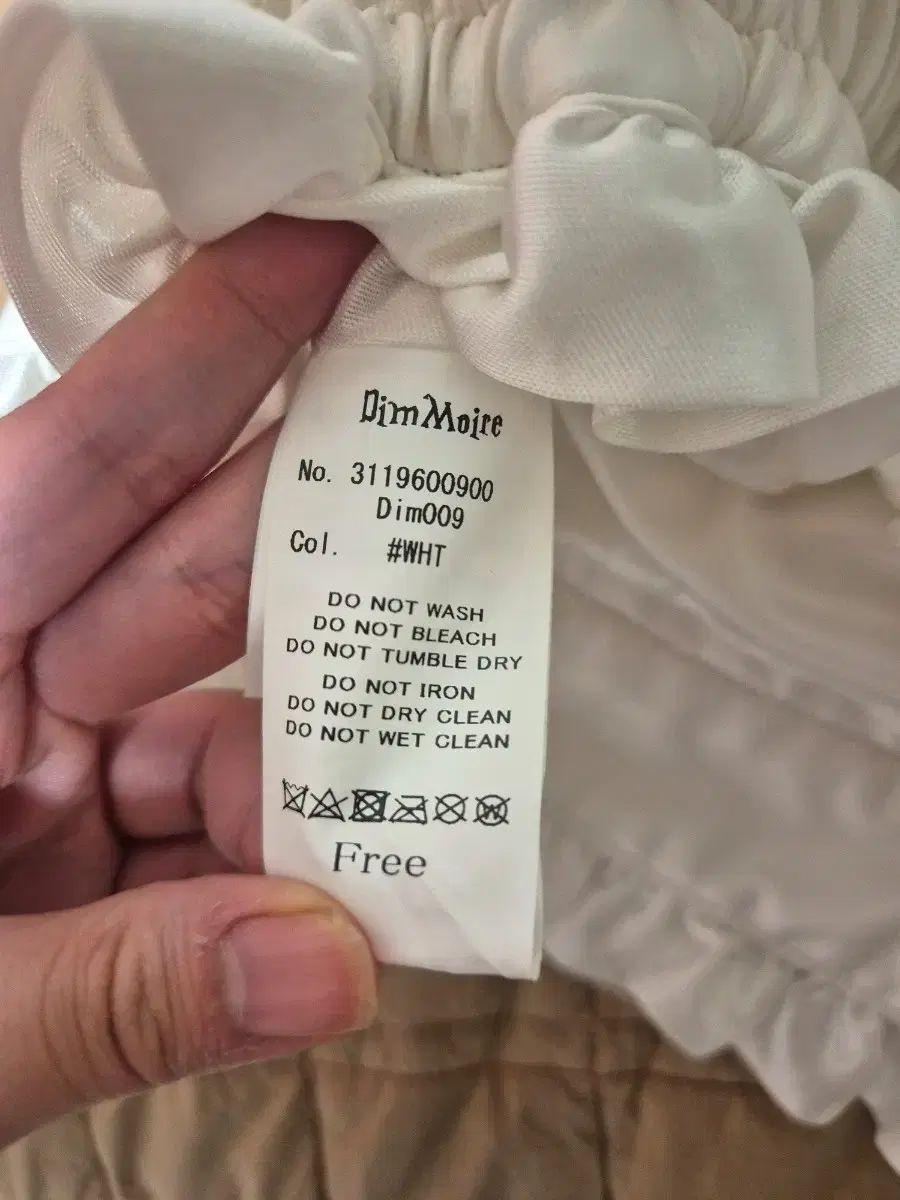 DimMoire
No. 3119600900
Dim009
Col. #WHT
DO NOT WASH
DO NOT BLEACH
DO NOT TUMBLE DRY
DO NOT IRON
DO NOT DRY CLEAN
DO NOT WET CLEAN
W
Free